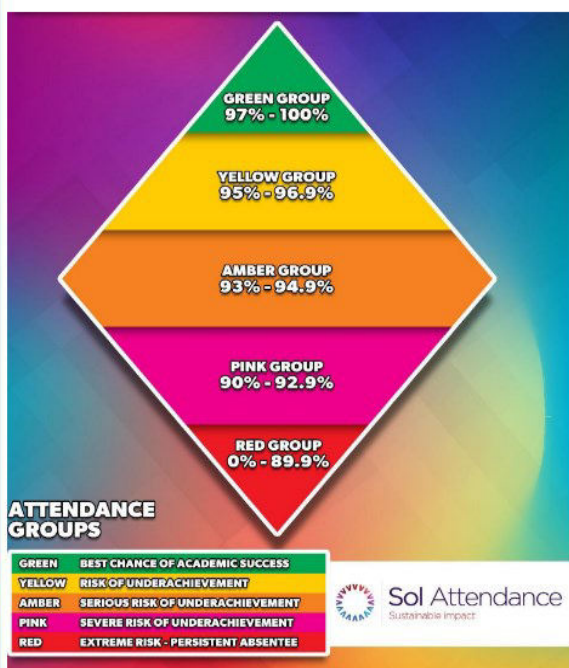 GREEN GROUP
97% - 100%
YELLOW GROUP
95% - 96.9%
AMBER GROUP
93% - 94.9%
PINK GROUP
90% - 92.9%
RED GROUP
0% - 89.9%
ATTENDANCE
GROUPS
GREEN BEST CHANCE OF ACADEMIC SUCCESS
YELLOW RISK OF UNDERACHIEVEMENT
AMBER SERIOUS RISK OF UNDERACHIEVEMENT
PINK SEVERE RISK OF UNDERACHIEVEMENT
RED EXTREME RISK - PERSISTENT ABSENTEE
Sol Attendance
Sustainable impact